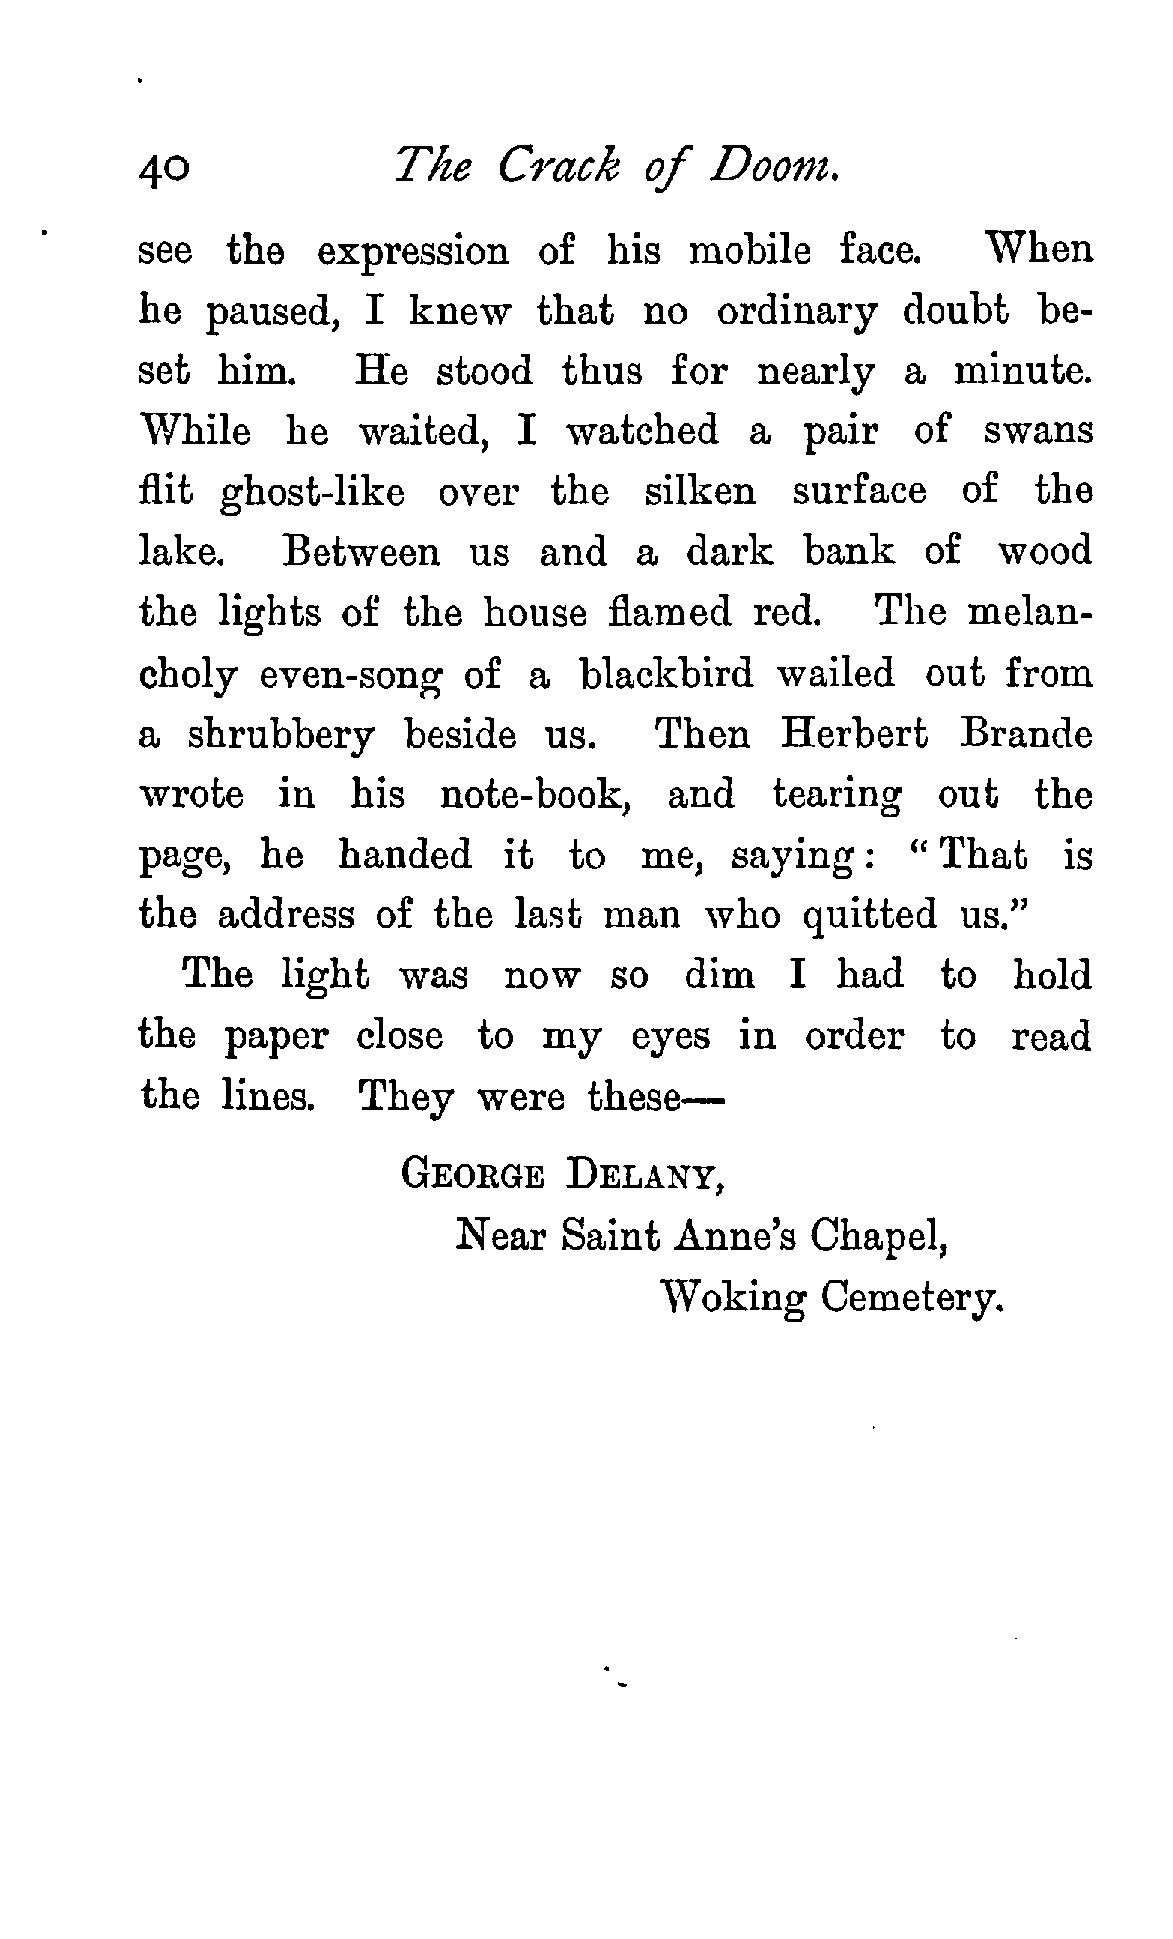 40 The Crack of Doom.
see the expression of his mobile face. When
he paused, I knew that no ordinary doubt be-
set him. He stood thus for nearly a minute.
While he waited, I watched a pair of swans
flit ghost-like over the silken surface of the
lake. Between us and a dark bank of wood
the lights of the house flamed red. The melan-
choly even-song of a blackbird wailed out from
a shrubbery beside us. Then Herbert Brande
wrote in his note-book, and tearing out the
page, he handed it to me, saying: "That is
the address of the last man who quitted us."
The light was now so dim I had to hold
the paper close to my eyes in order to read
the lines. They were these—
George Delany,
Near Saint Anne's Chapel,
Woking Cemetery.